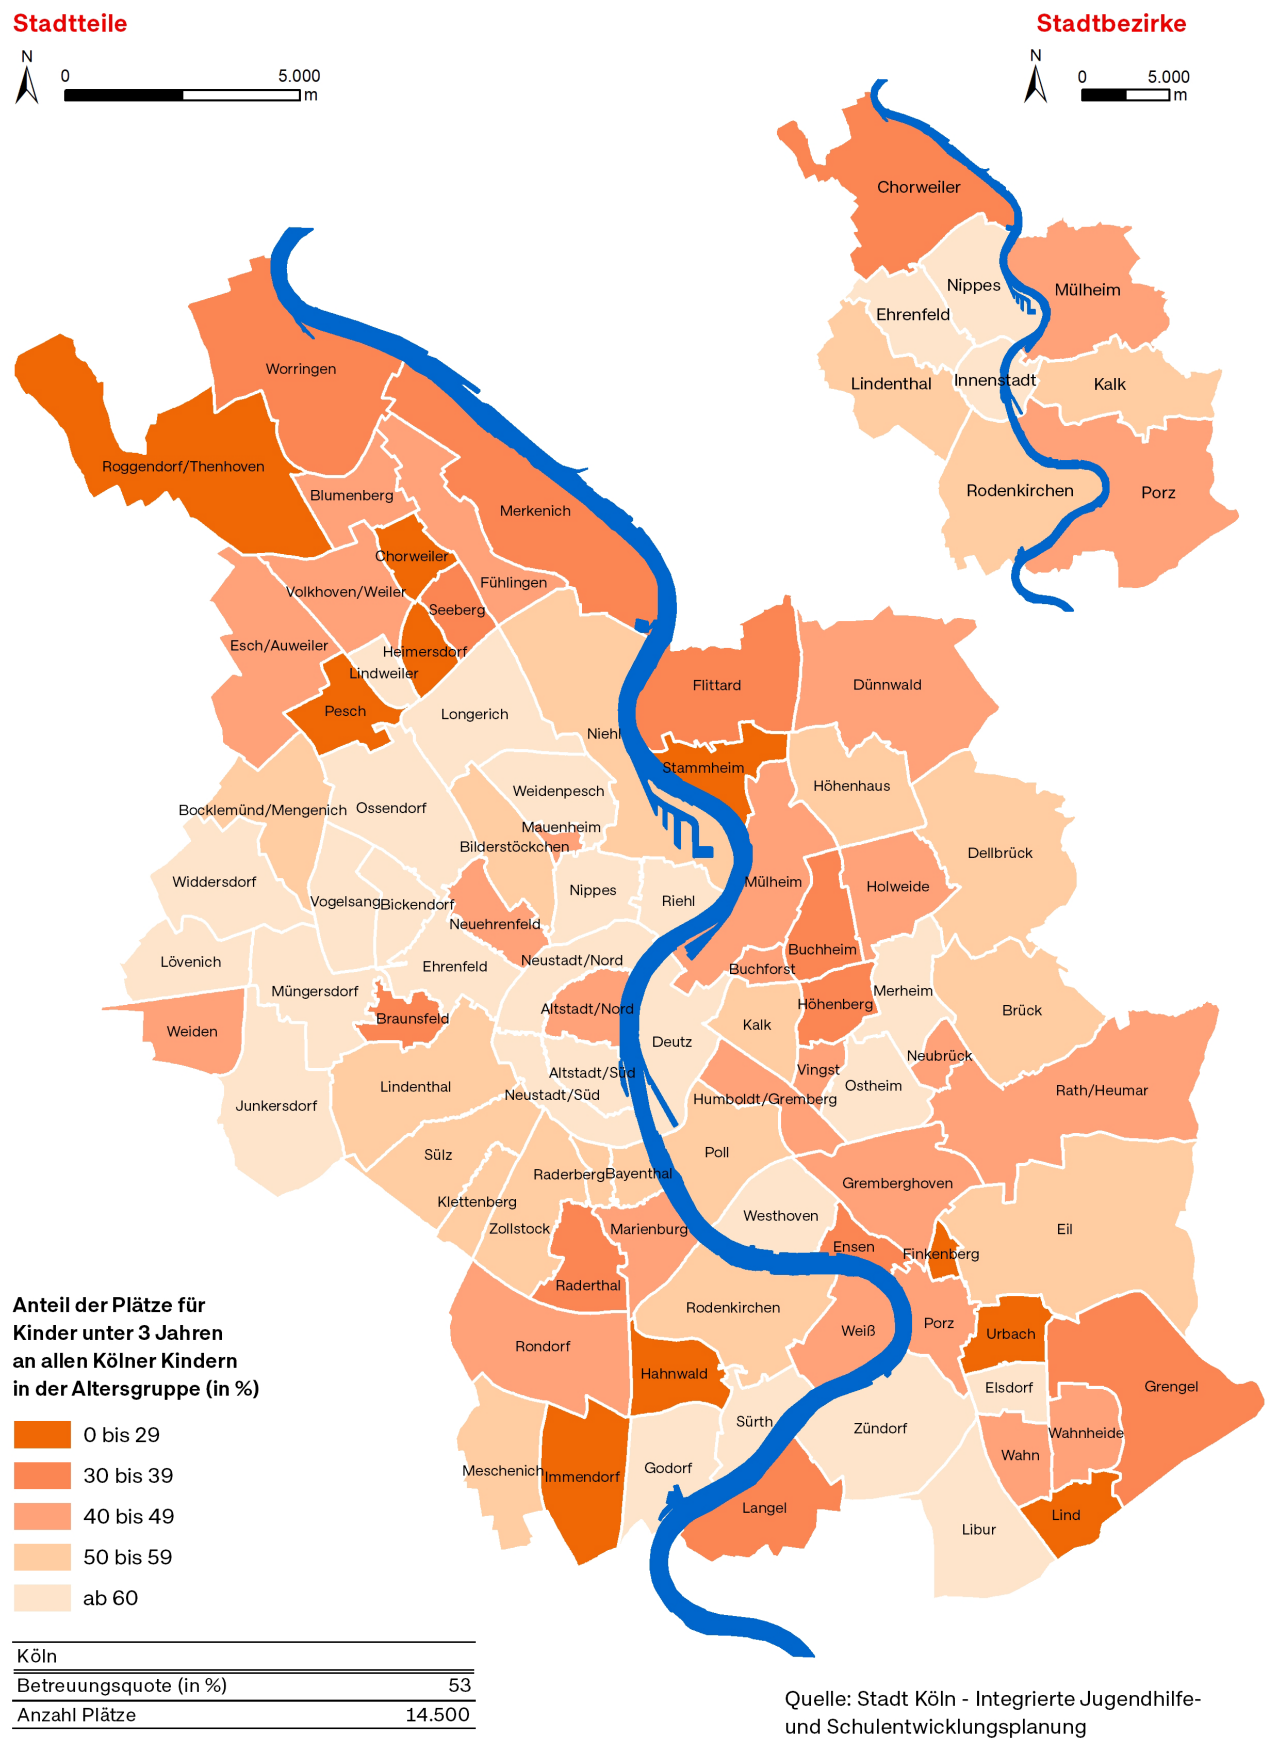 Stadtteile
N
0 5.000
m
Stadtbezirke
N
0 5.000
m
Chorweiler
Nippes
Mülheim
Ehrenfeld
Innenstadt
Lindenthal
Kalk
Rodenkirchen
Porz
Worringen
Roggendorf/Thenhoven
Blumenberg
Merkenich
Chorweiler
Fühlingen
Volkhoven/Weiler
Seeberg
Esch/Auweiler
Heimersdorf
Lindweiler
Flittard
Dünnwald
Pesch
Longerich
Niehl
Stammheim
Höhenhaus
Weidenpesch
Bocklemünd/Mengenich
Ossendorf
Mauenheim
Bilderstöckchen
Dellbrück
Widdersdorf
Mülheim
Holweide
Nippes
Vogelsang
Bickendorf
Riehl
Neuehrenfeld
Buchheim
Lövenich
Ehrenfeld
Neustadt/Nord
Buchforst
Müngersdorf
Merheim
Höhenberg
Altstadt/Nord
Brück
Braunsfeld
Weiden
Kalk
Deutz
Neubrück
Vingst
Altstadt/Süd
Ostheim
Lindenthal
Rath/Heumar
Neustadt/Süd
Humboldt/Gremberg
Junkersdorf
Sülz
Poll
Raderberg
Bayenthal
Gremberghoven
Klettenberg
Westhoven
Zollstock
Marienburg
Eil
Ensen
Finkenberg
Raderthal
Rodenkirchen
Porz
Weiß
Urbach
Rondorf
Hahnwald
Elsdorf
Grengel
Sürth
Zündorf
Wahnheide
Wahn
Godorf
Meschenich
Immendorf
Langel
Lind
Libur
Anteil der Plätze für
Kinder unter 3 Jahren
an allen Kölner Kindern
in der Altersgruppe (in %)
0 bis 29
30 bis 39
40 bis 49
50 bis 59
ab 60
Köln
Betreuungsquote (in %) 53
Anzahl Plätze 14.500
Quelle: Stadt Köln - Integrierte Jugendhilfe-
und Schulentwicklungsplanung